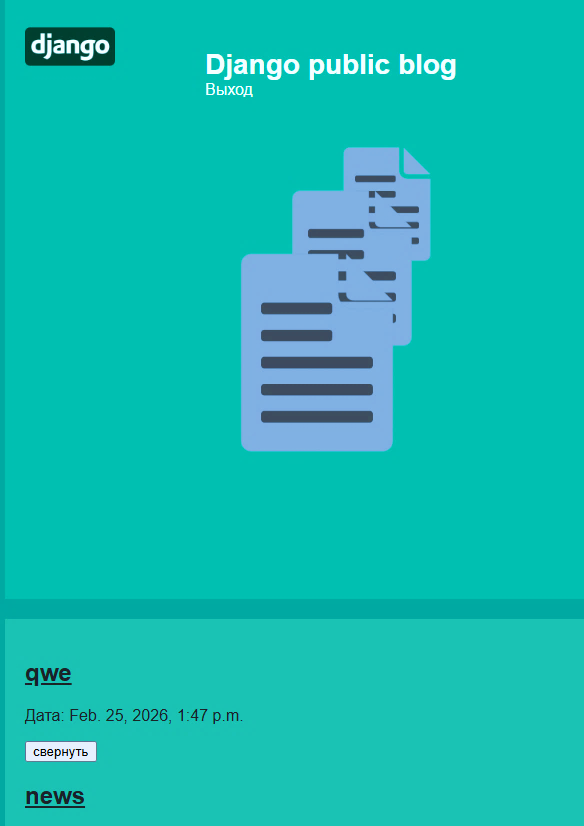 django
Django public blog
Выход
qwe
Дата: Feb. 25, 2026, 1:47 p.m.
свернуть
news